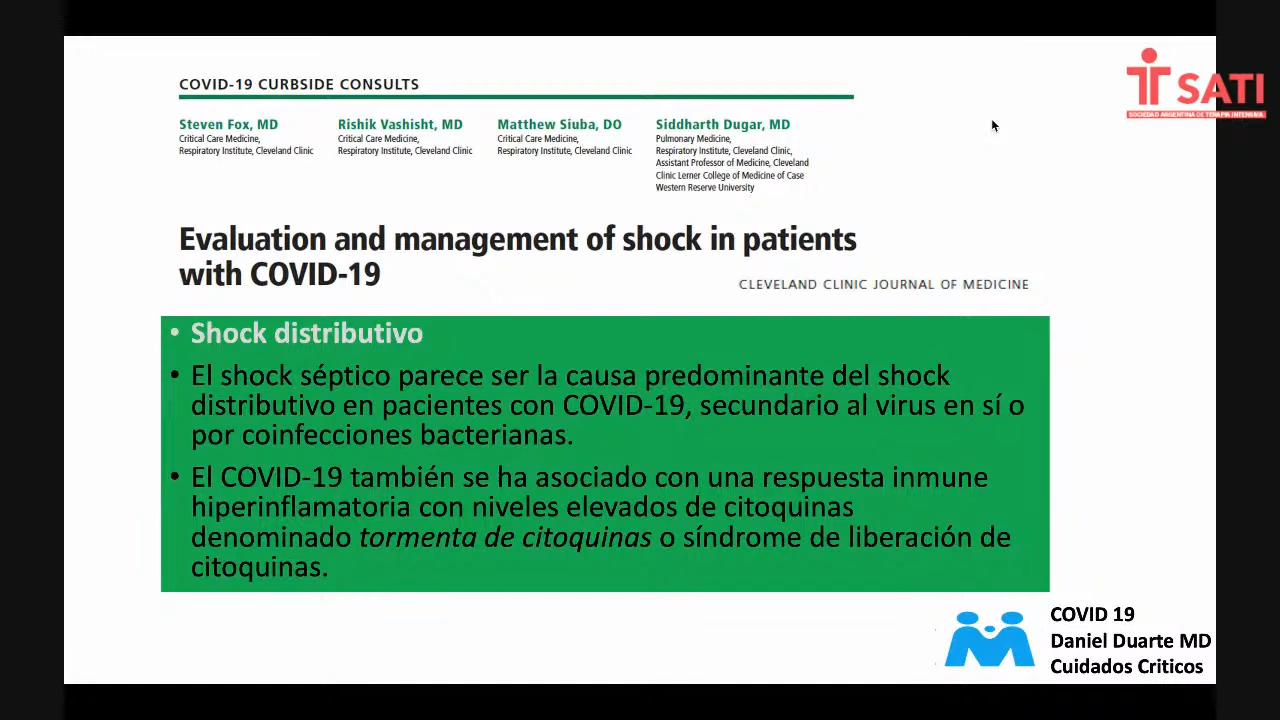 COVID-19 CURBSIDE CONSULTS
SATI
SOCIEDAD ARGENTINA DE TERAPIA INTENSIVA
Steven Fox, MD
Critical Care Medicine,
Respiratory Institute, Cleveland Clinic
Rishik Vashisht, MD
Critical Care Medicine,
Respiratory Institute, Cleveland Clinic
Matthew Siuba, DO
Critical Care Medicine,
Respiratory Institute, Cleveland Clinic
Siddharth Dugar, MD
Pulmonary Medicine,
Respiratory Institute, Cleveland Clinic,
Assistant Professor of Medicine, Cleveland
Clinic Lerner College of Medicine of Case
Western Reserve University
Evaluation and management of shock in patients
with COVID-19
CLEVELAND CLINIC JOURNAL OF MEDICINE
• Shock distributivo
• El shock séptico parece ser la causa predominante del shock
distributivo en pacientes con COVID-19, secundario al virus en sí o
por coinfecciones bacterianas.
• El COVID-19 también se ha asociado con una respuesta inmune
hiperinflamatoria con niveles elevados de citoquinas
denominado tormenta de citoquinas o síndrome de liberación de
citoquinas.
COVID 19
Daniel Duarte MD
Cuidados Criticos